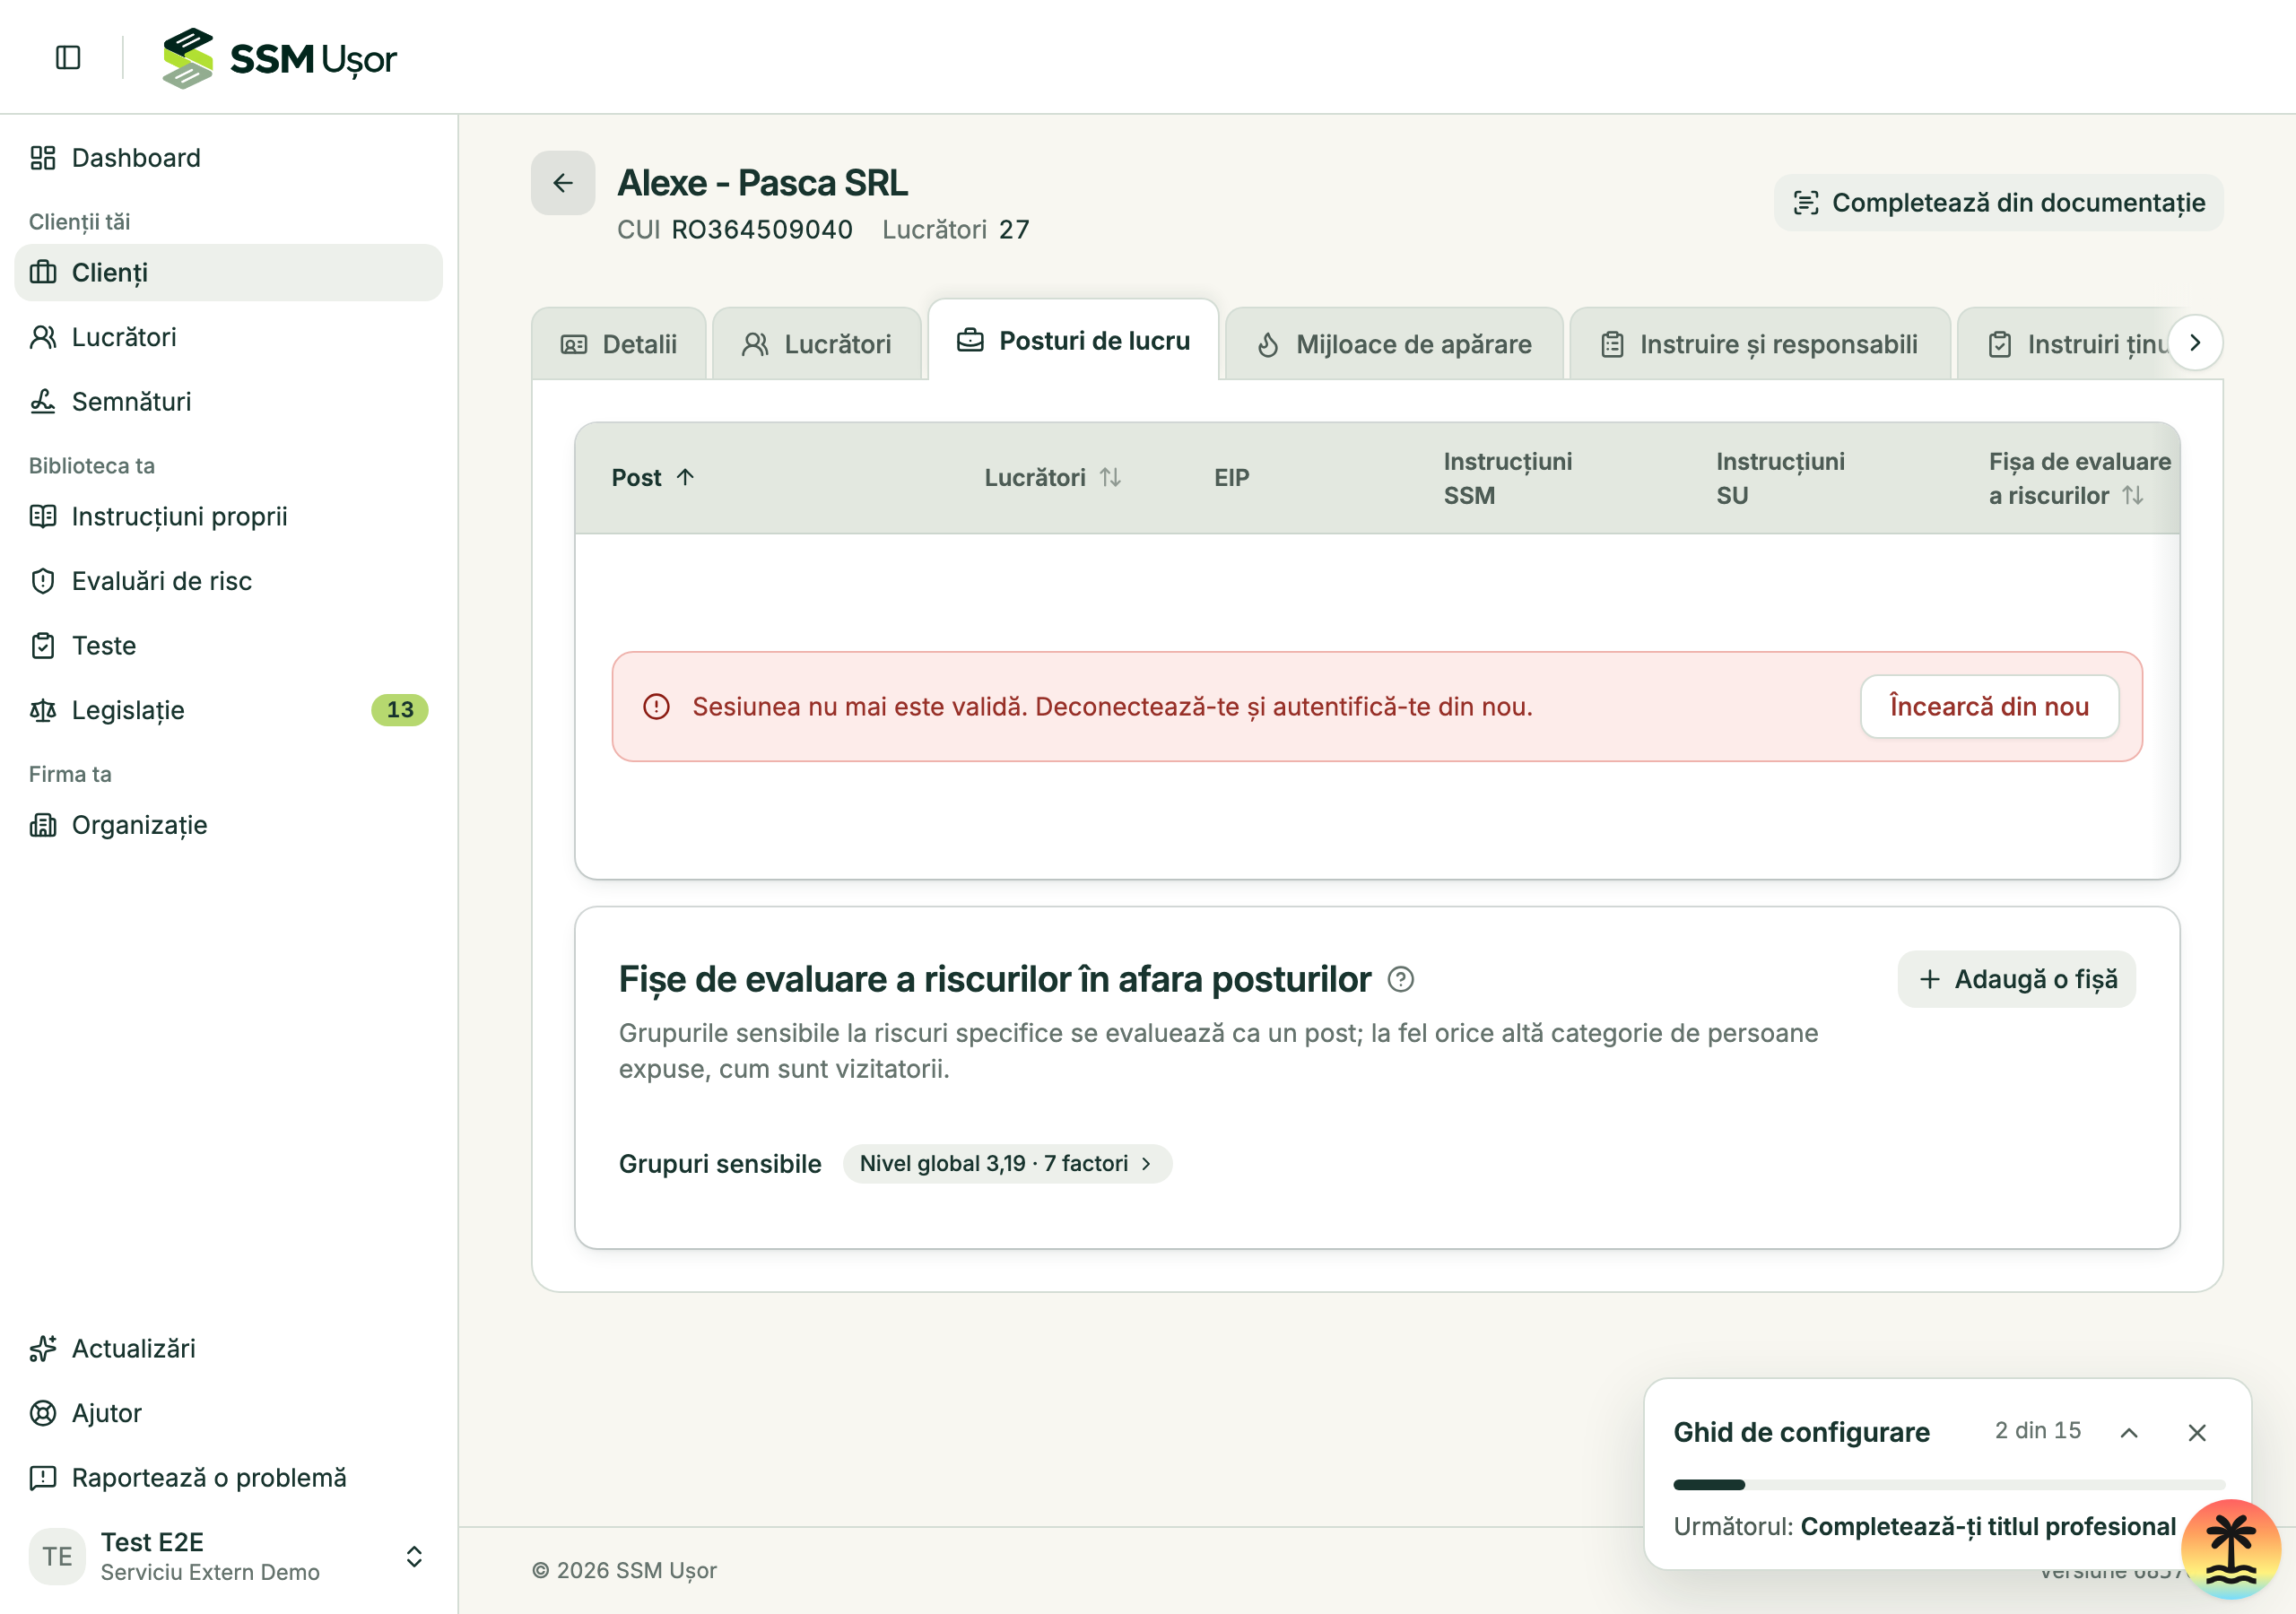 SSM Ușor
Dashboard
Clienții tăi
Clienți
Lucrători
Semnături
Biblioteca ta
Instrucțiuni proprii
Evaluări de risc
Teste
Legislație 13
Firma ta
Organizație
Actualizări
Ajutor
Raportează o problemă
TE
Test E2E
Serviciu Extern Demo
Alexe - Pasca SRL
CUI RO364509040 Lucrători 27
Completează din documentație
Detalii
Lucrători
Posturi de lucru
Mijloace de apărare
Instruire și responsabili
Instruiri
Post
Lucrători
EIP
Instrucțiuni
SSM
Instrucțiuni
SU
Fișa de evaluare
a riscurilor
Sesiunea nu mai este validă. Deconectează-te și autentifică-te din nou.
Încearcă din nou
Fișe de evaluare a riscurilor în afara posturilor
Adaugă o fișă
Grupurile sensibile la riscuri specifice se evaluează ca un post; la fel orice altă categorie de persoane
expuse, cum sunt vizitatorii.
Grupuri sensibile
Nivel global 3,19 · 7 factori
Ghid de configurare
2 din 15
Următorul: Completează-ți titlul profesional
© 2026 SSM Ușor